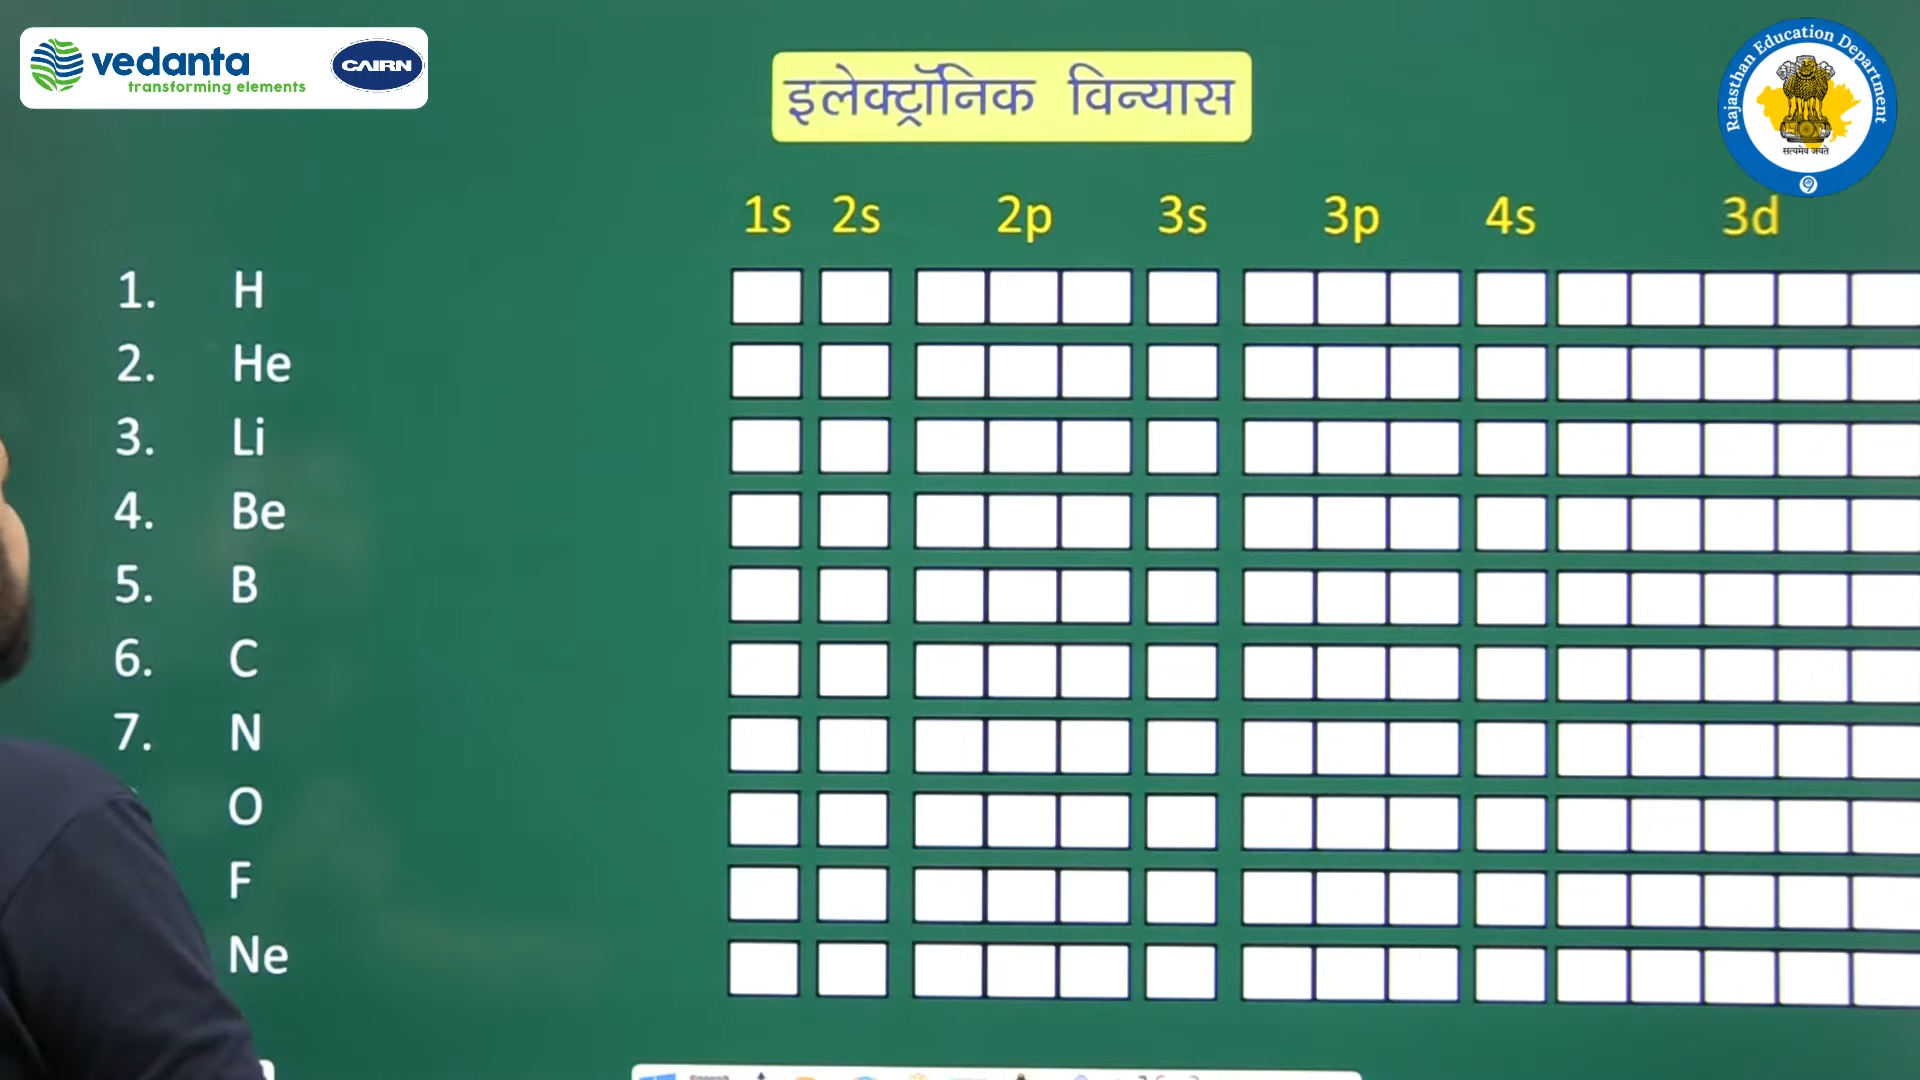 vedanta
transforming elements
CAIRN
Rajasthan Education Department
सत्यमेव जयते
इलेक्ट्रॉनिक विन्यास
1s 2s 2p 3s 3p 4s 3d
1. H
2. He
3. Li
4. Be
5. B
6. C
7. N
O
F
Ne